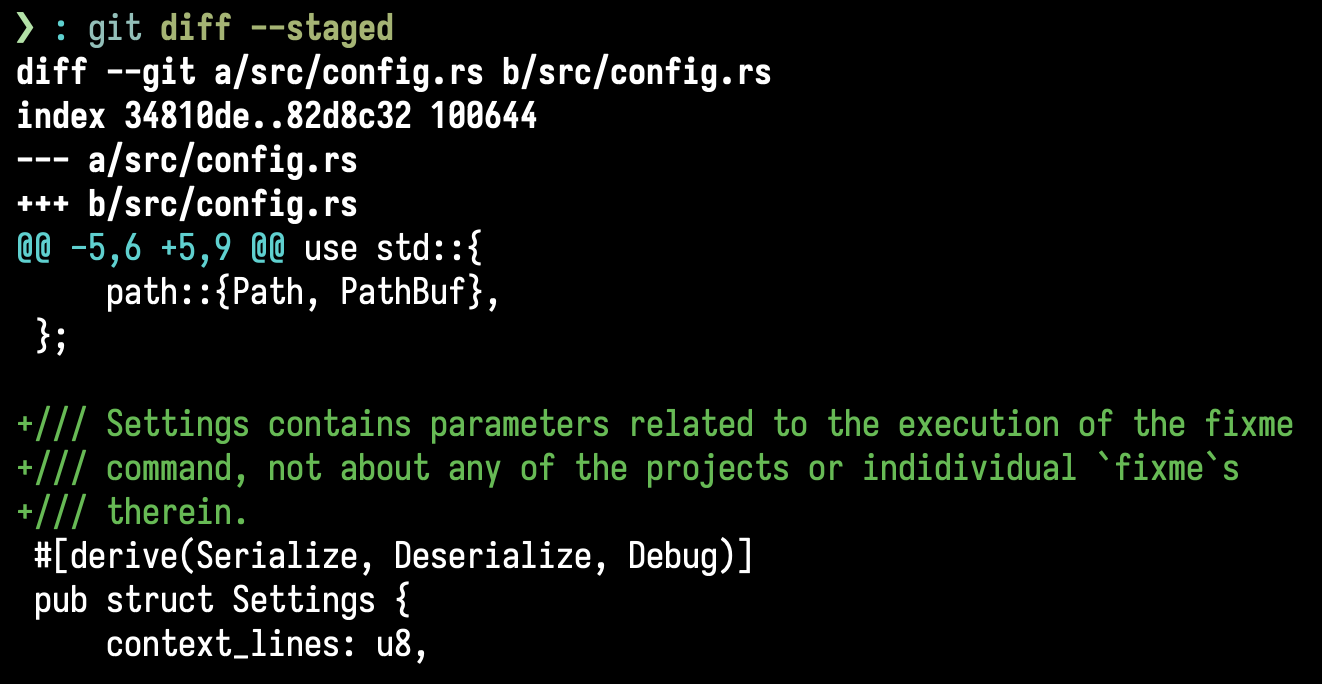 ❯ : git diff --staged
diff --git a/src/config.rs b/src/config.rs
index 34810de..82d8c32 100644
--- a/src/config.rs
+++ b/src/config.rs
@@ -5,6 +5,9 @@ use std::{
     path::{Path, PathBuf},
 };

+/// Settings contains parameters related to the execution of the fixme
+/// command, not about any of the projects or indidividual `fixme`s
+/// therein.
 #[derive(Serialize, Deserialize, Debug)]
 pub struct Settings {
     context_lines: u8,